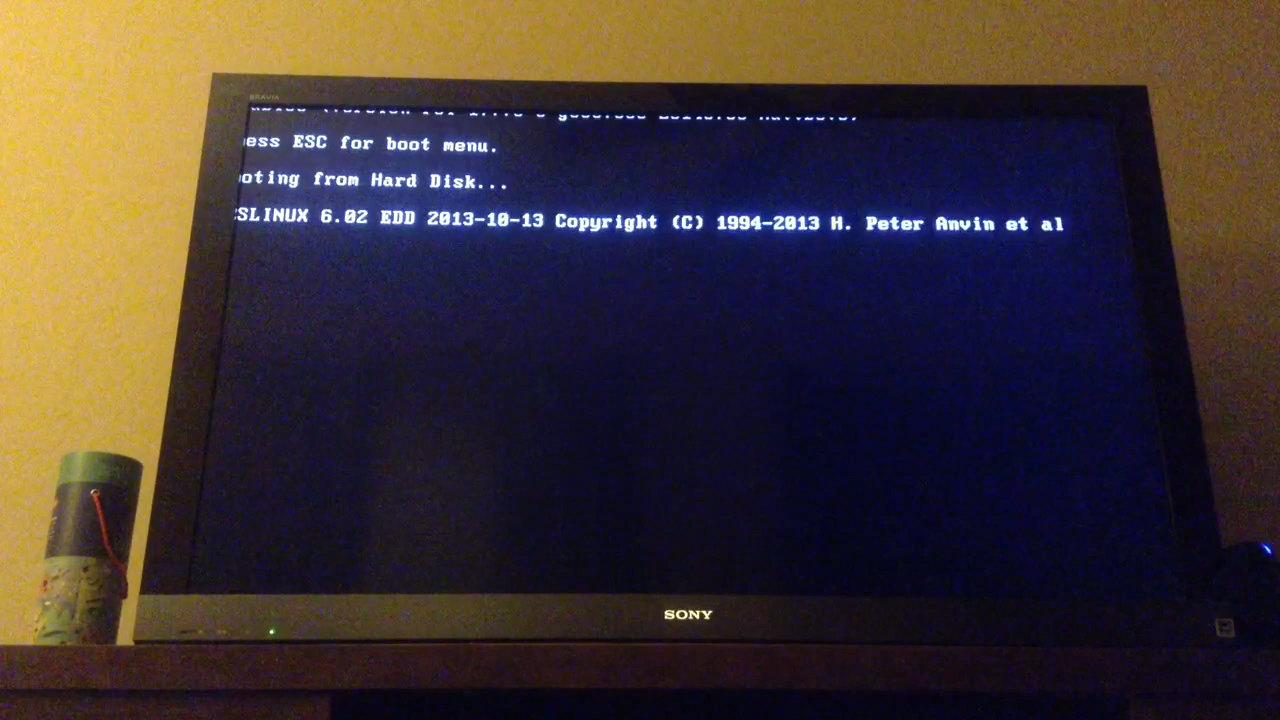 BRAVIA
ess ESC for boot menu.
oting from Hard Disk...
SLINUX 6.02 EDD 2013-10-13 Copyright (C) 1994-2013 H. Peter Anvin et al
SONY